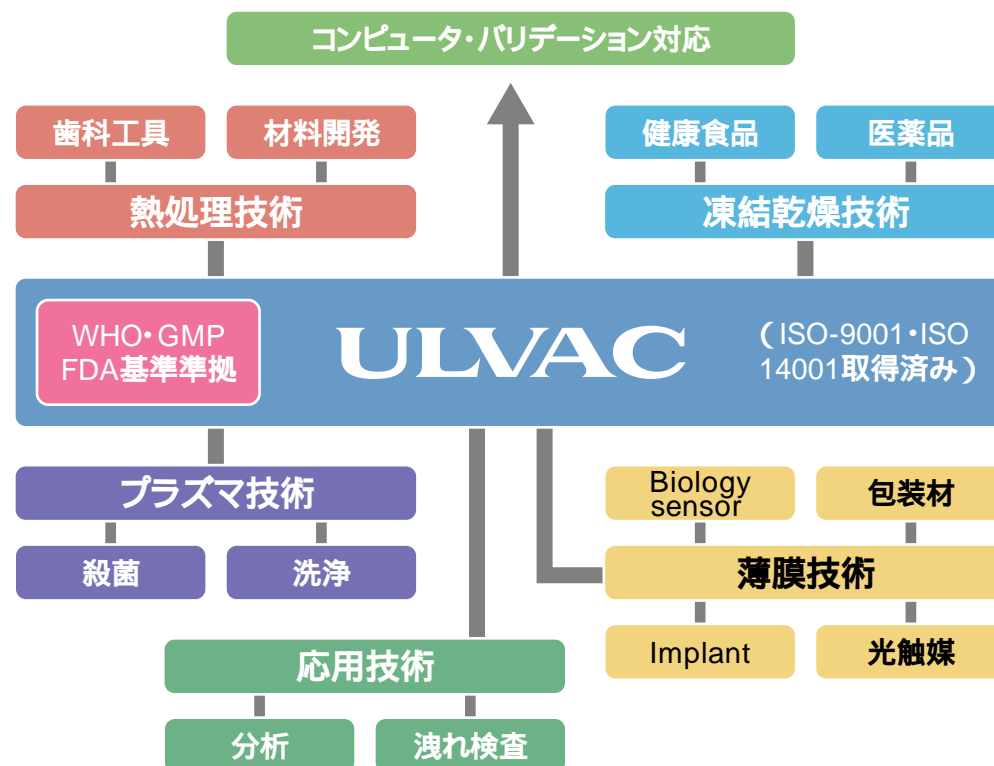 コンピュータ・バリデーション対応
歯科工具
材料開発
健康食品
医薬品
熱処理技術
凍結乾燥技術
WHO・GMP
FDA基準準拠
ULVAC
(ISO-9001・ISO
14001取得済み)
プラズマ技術
殺菌
洗浄
Biology
sensor
包装材
薄膜技術
Implant
光触媒
応用技術
分析
洩れ検査